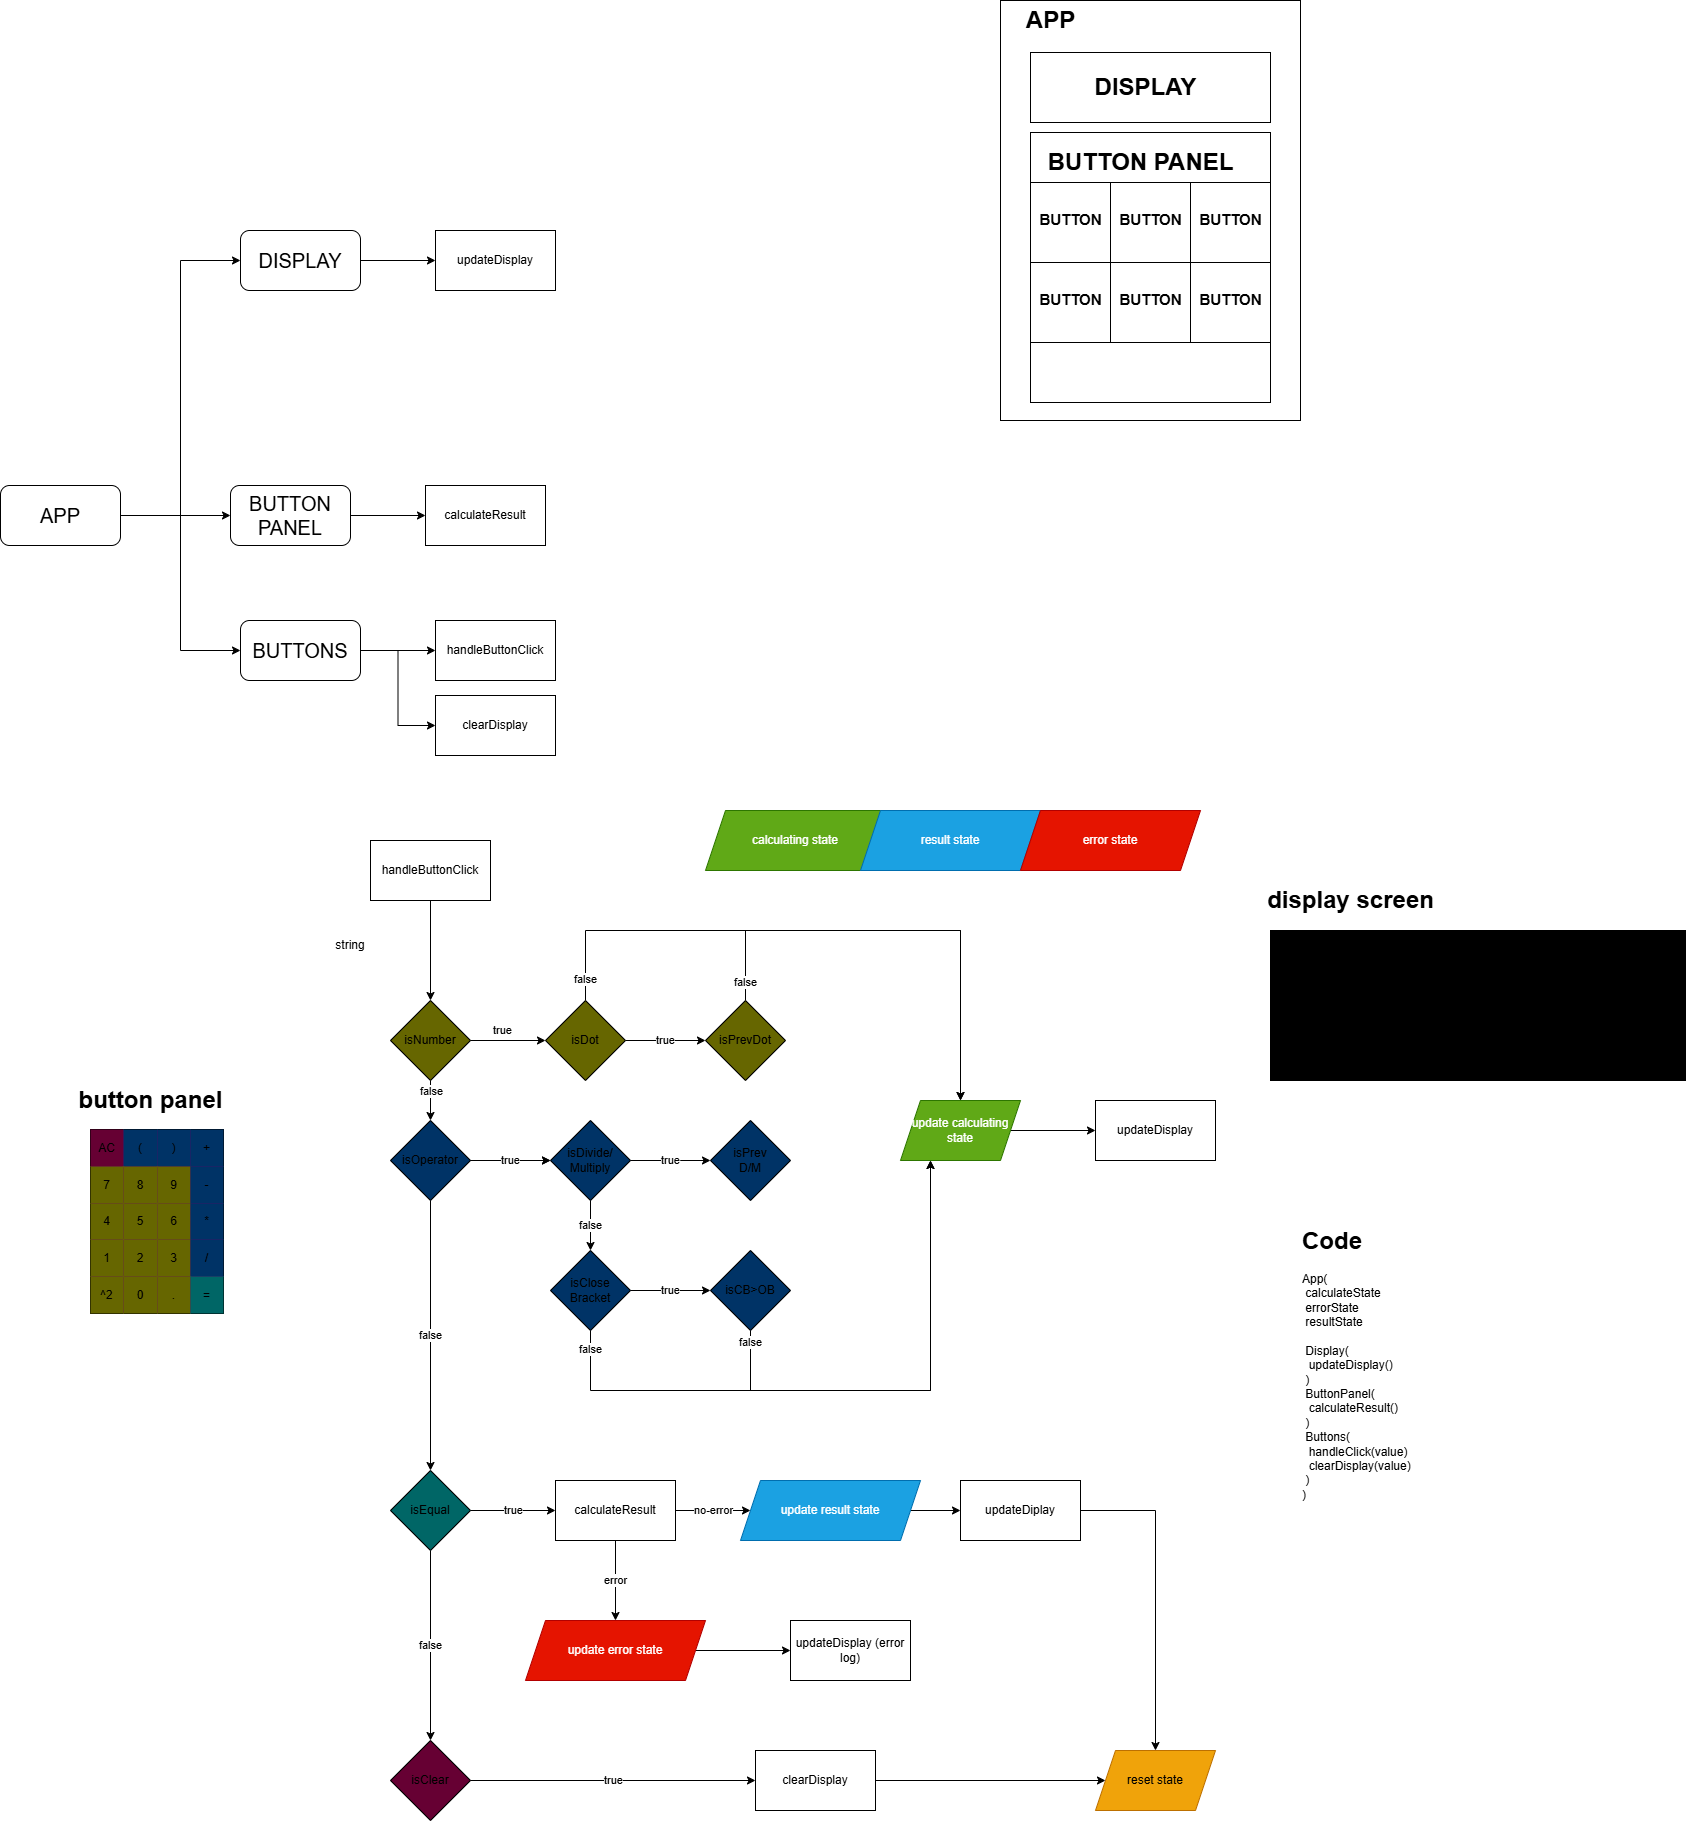 APP
DISPLAY
BUTTON PANEL
BUTTON BUTTON BUTTON
BUTTON BUTTON BUTTON
DISPLAY
updateDisplay
APP
BUTTON
PANEL
calculateResult
BUTTONS
handleButtonClick
clearDisplay
calculating state
result state
error state
handleButtonClick
string
display screen
false
false
isNumber
true
isDot
true
isPrevDot
false
button panel
AC ( ) +
7 8 9 -
4 5 6 *
1 2 3 /
^2 0 . =
update calculating
state
updateDisplay
isOperator
true
isDivide/
Multiply
true
isPrev
D/M
false
isClose
Bracket
true
isCB>OB
false
false
false
Code
App(
calculateState
errorState
resultState
Display(
updateDisplay()
)
ButtonPanel(
calculateResult()
)
Buttons(
handleClick(value)
clearDisplay(value)
)
)
isEqual
true
calculateResult
no-error
update result state
updateDiplay
error
false
update error state
updateDisplay (error
log)
isClear
true
clearDisplay
reset state